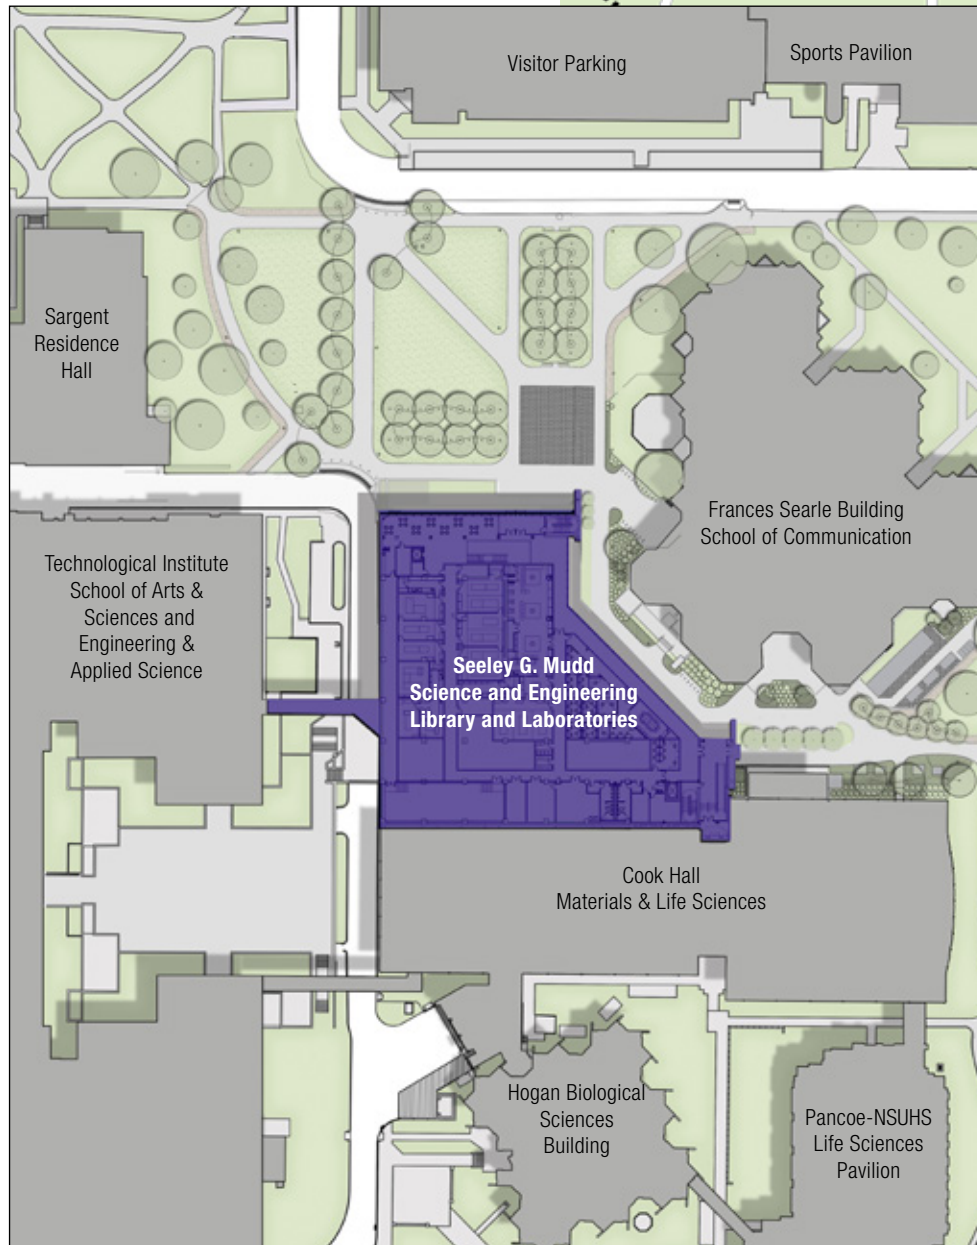 Visitor Parking
Sports Pavilion
Sargent
Residence
Hall
Frances Searle Building
School of Communication
Technological Institute
School of Arts &
Sciences and
Engineering &
Applied Science
Seeley G. Mudd
Science and Engineering
Library and Laboratories
Cook Hall
Materials & Life Sciences
Hogan Biological
Sciences
Building
Pancoe-NSUHS
Life Sciences
Pavilion